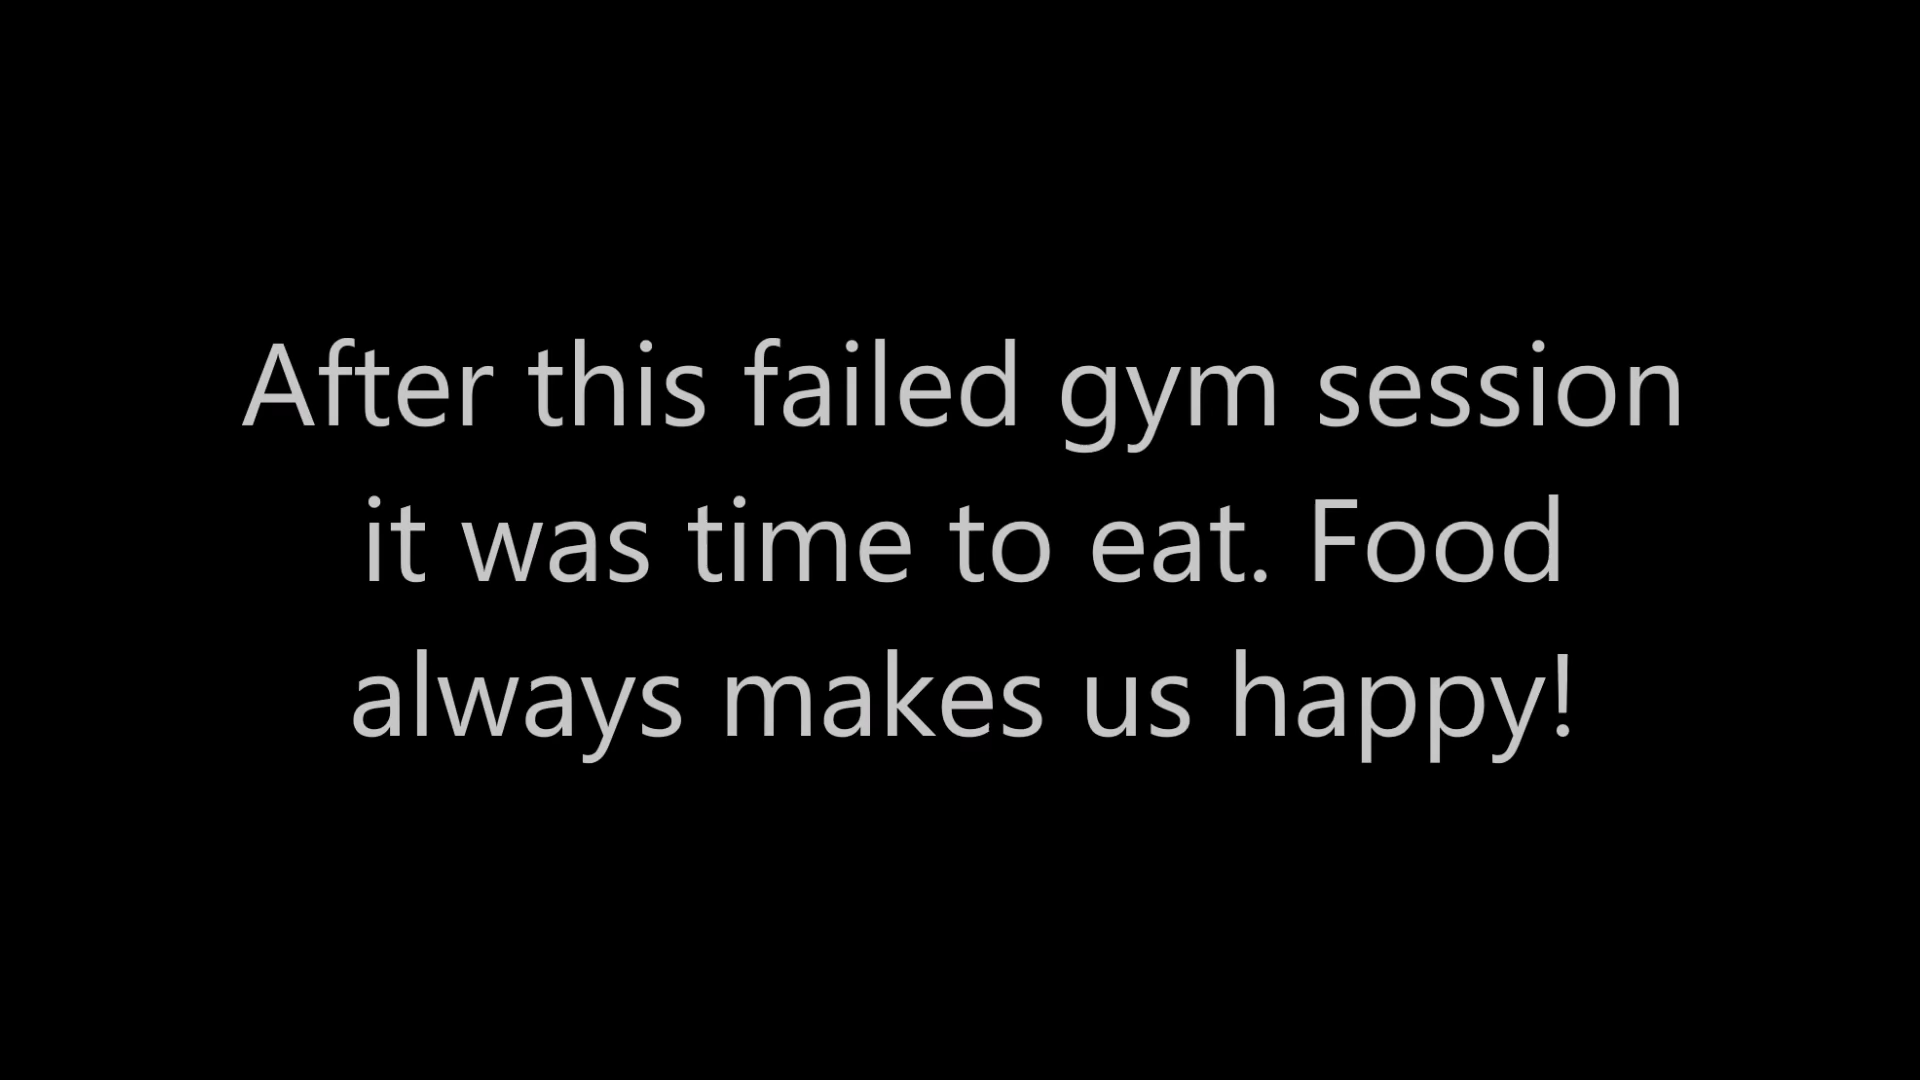 After this failed gym session
it was time to eat. Food
always makes us happy!